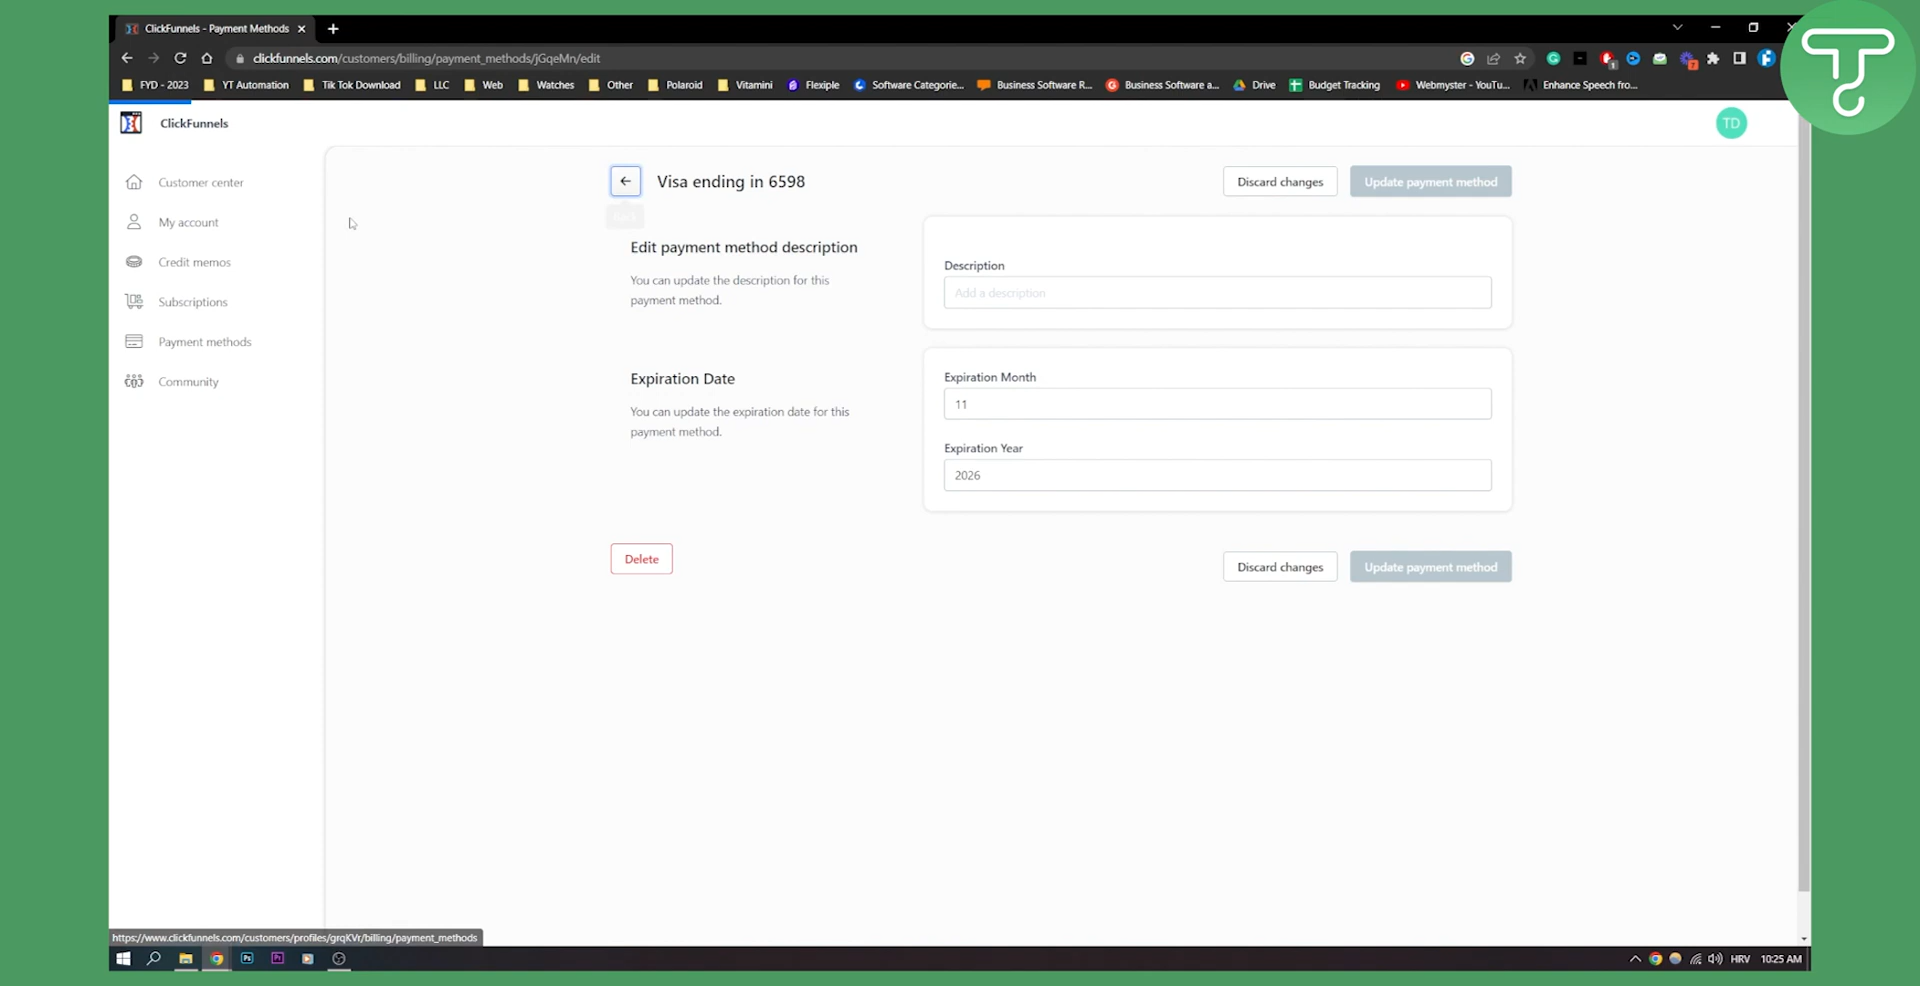 ClickFunnels - Payment Methods
clickfunnels.com/customers/billing/payment_methods/jGqeMn/edit
FYD - 2023
YT Automation
Tik Tok Download
LLC
Web
Watches
Other
Polaroid
Vitamini
Flexiple
Software Categorie...
Business Software R...
Business Software a...
Drive
Budget Tracking
Webmyster - YouTu...
Enhance Speech fro...
ClickFunnels
TD
Customer center
My account
Credit memos
Subscriptions
Payment methods
Community
Visa ending in 6598
Discard changes
Update payment method
Edit payment method description
You can update the description for this
payment method.
Description
Add a description
Expiration Date
You can update the expiration date for this
payment method.
Expiration Month
11
Expiration Year
2026
Delete
Discard changes
Update payment method
https://www.clickfunnels.com/customers/profiles/grqKVr/billing/payment_methods
Ps
Pr
HRV
10:25 AM